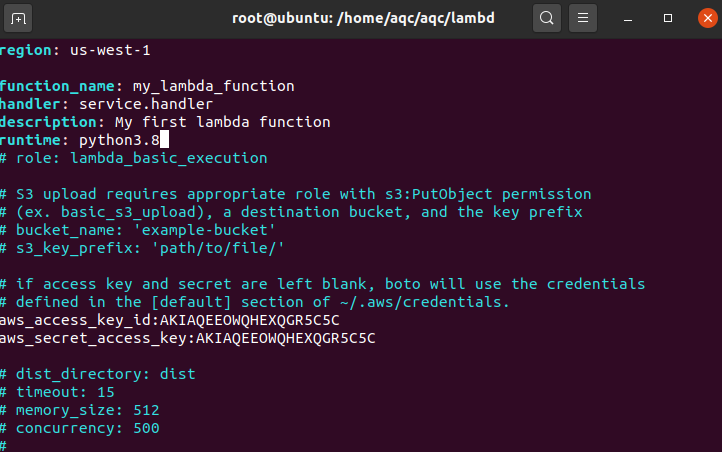 root@ubuntu: /home/aqc/aqc/lambd
region: us-west-1
function_name: my_lambda_function
handler: service.handler
description: My first lambda function
runtime: python3.8
# role: lambda_basic_execution
# S3 upload requires appropriate role with s3:PutObject permission
# (ex. basic_s3_upload), a destination bucket, and the key prefix
# bucket_name: 'example-bucket'
# s3_key_prefix: 'path/to/file/'
# if access key and secret are left blank, boto will use the credentials
# defined in the [default] section of ~/.aws/credentials.
aws_access_key_id:AKIAQEEOWQHEXQGR5C5C
aws_secret_access_key:AKIAQEEOWQHEXQGR5C5C
# dist_directory: dist
# timeout: 15
# memory_size: 512
# concurrency: 500
#